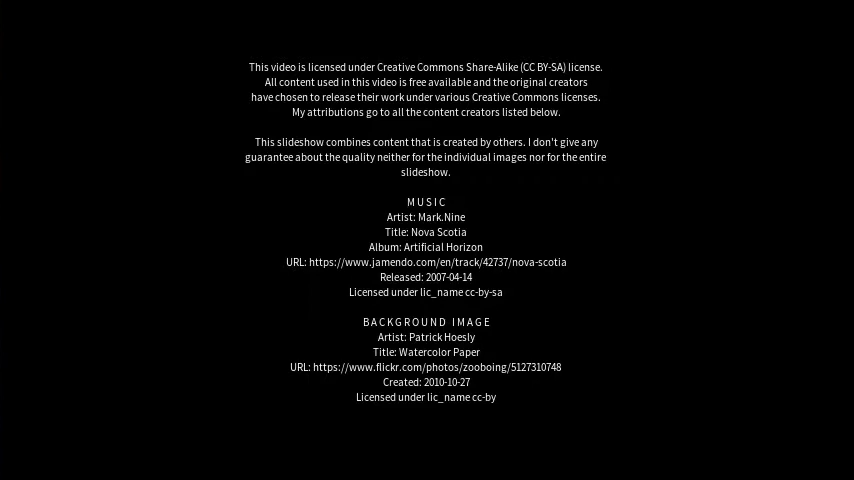 This video is licensed under Creative Commons Share-Alike (CC BY-SA) license.
All content used in this video is free available and the original creators
have chosen to release their work under various Creative Commons licenses.
My attributions go to all the content creators listed below.
This slideshow combines content that is created by others. I don't give any
guarantee about the quality neither for the individual images nor for the entire
slideshow.
MUSIC
Artist: Mark.Nine
Title: Nova Scotia
Album: Artificial Horizon
URL: https://www.jamendo.com/en/track/42737/nova-scotia
Released: 2007-04-14
Licensed under lic_name cc-by-sa
BACKGROUND IMAGE
Artist: Patrick Hoesly
Title: Watercolor Paper
URL: https://www.flickr.com/photos/zooboing/5127310748
Created: 2010-10-27
Licensed under lic_name cc-by